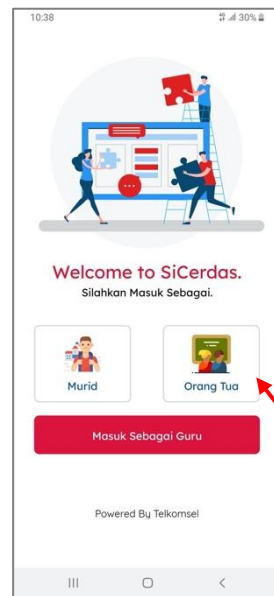 10:38
30%
Welcome to SiCerdas.
Silahkan Masuk Sebagai.
Murid
Orang Tua
Masuk Sebagai Guru
Powered By Telkomsel